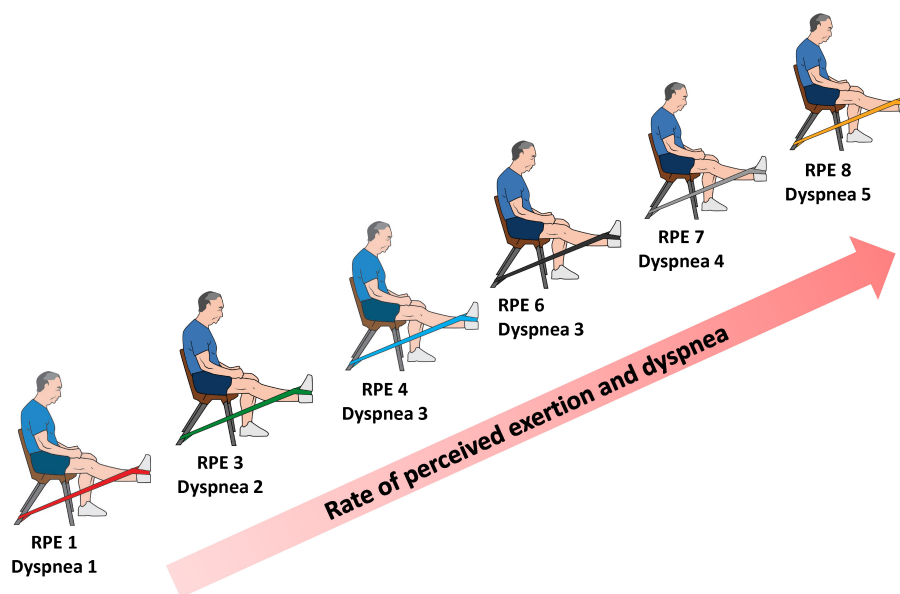 RPE 1
Dyspnea 1
RPE 3
Dyspnea 2
RPE 4
Dyspnea 3
RPE 6
Dyspnea 3
RPE 7
Dyspnea 4
RPE 8
Dyspnea 5
Rate of perceived exertion and dyspnea